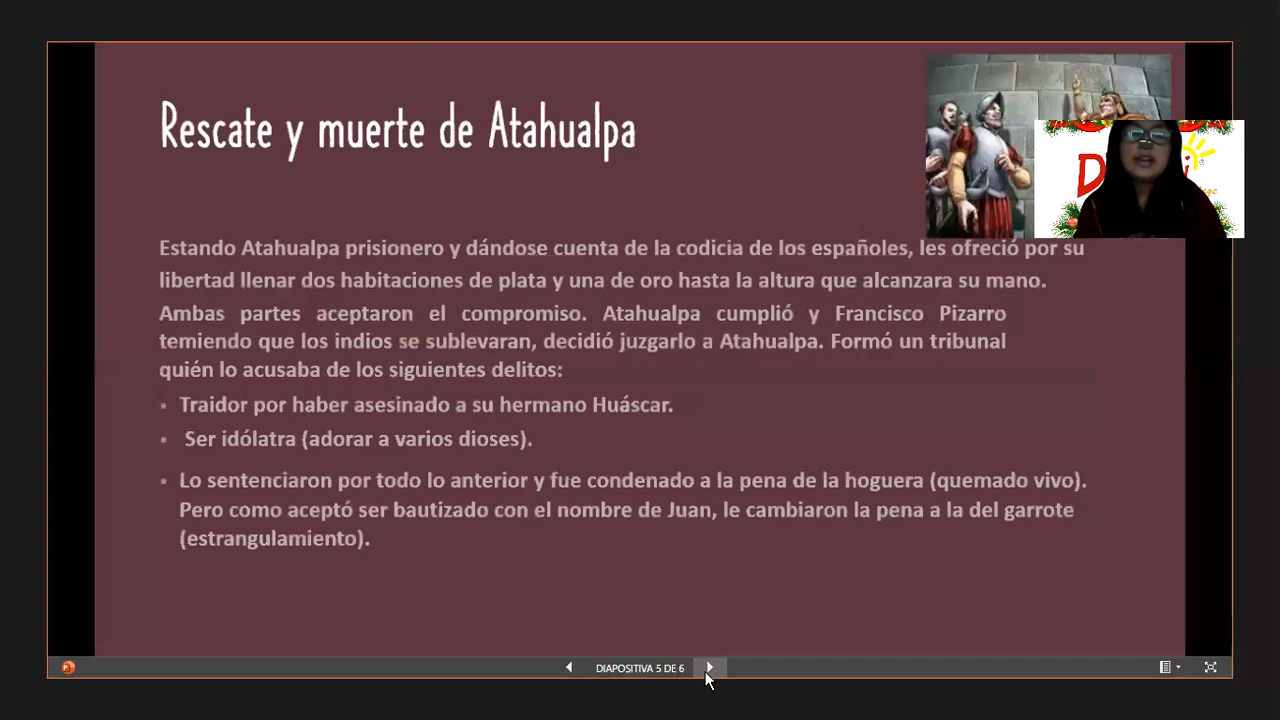 Rescate y muerte de Atahualpa
Estando Atahualpa prisionero y dándose cuenta de la codicia de los españoles, les ofreció por su
libertad llenar dos habitaciones de plata y una de oro hasta la altura que alcanzara su mano.
Ambas partes aceptaron el compromiso. Atahualpa cumplió y Francisco Pizarro
temiendo que los indios se sublevaran, decidió juzgarlo a Atahualpa. Formó un tribunal
quién lo acusaba de los siguientes delitos:
• Traidor por haber asesinado a su hermano Huáscar.
• Ser idólatra (adorar a varios dioses).
• Lo sentenciaron por todo lo anterior y fue condenado a la pena de la hoguera (quemado vivo).
Pero como aceptó ser bautizado con el nombre de Juan, le cambiaron la pena a la del garrote
(estrangulamiento).
DIAPOSITIVA 5 DE 6